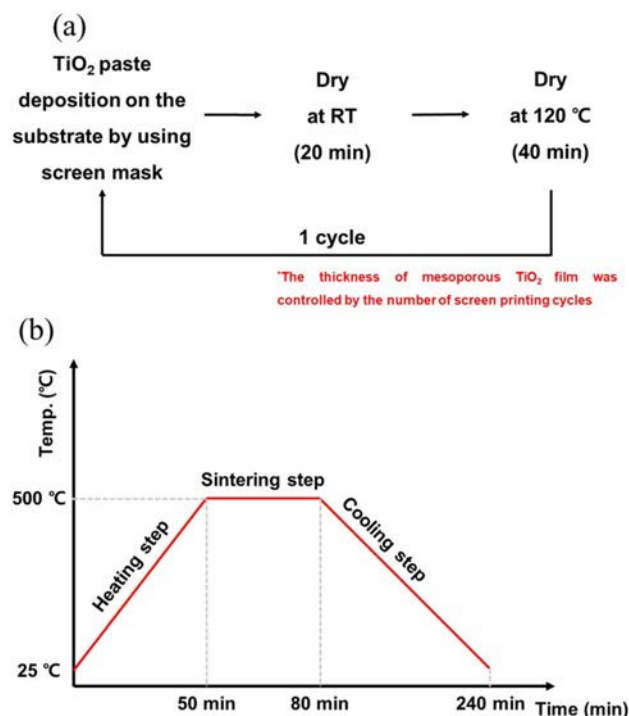 (a)
TiO₂ paste
deposition on the
substrate by using
screen mask
Dry
at RT
(20 min)
Dry
at 120 ℃
(40 min)
1 cycle
*The thickness of mesoporous TiO₂ film was
controlled by the number of screen printing cycles
(b)
Temp. (℃)
500 ℃
25 ℃
Heating step
Sintering step
Cooling step
50 min
80 min
240 min
Time (min)